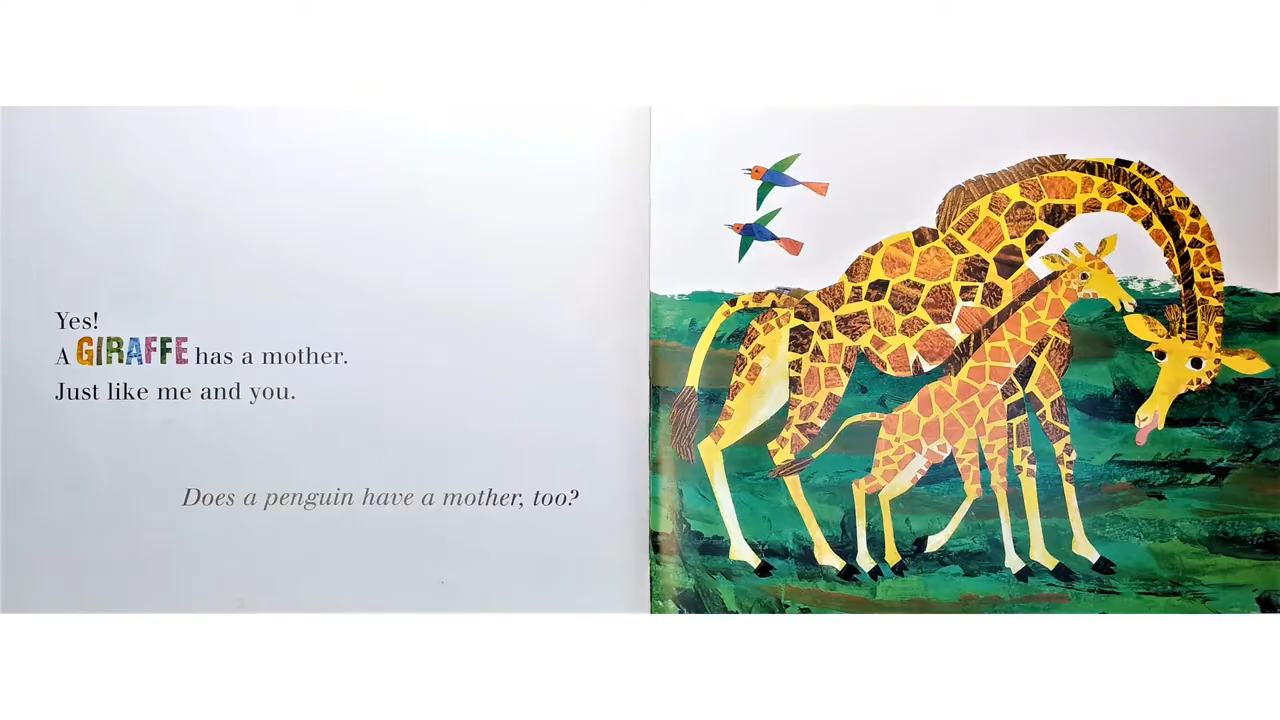 Yes!
A GIRAFFE has a mother.
Just like me and you.
Does a penguin have a mother, too?